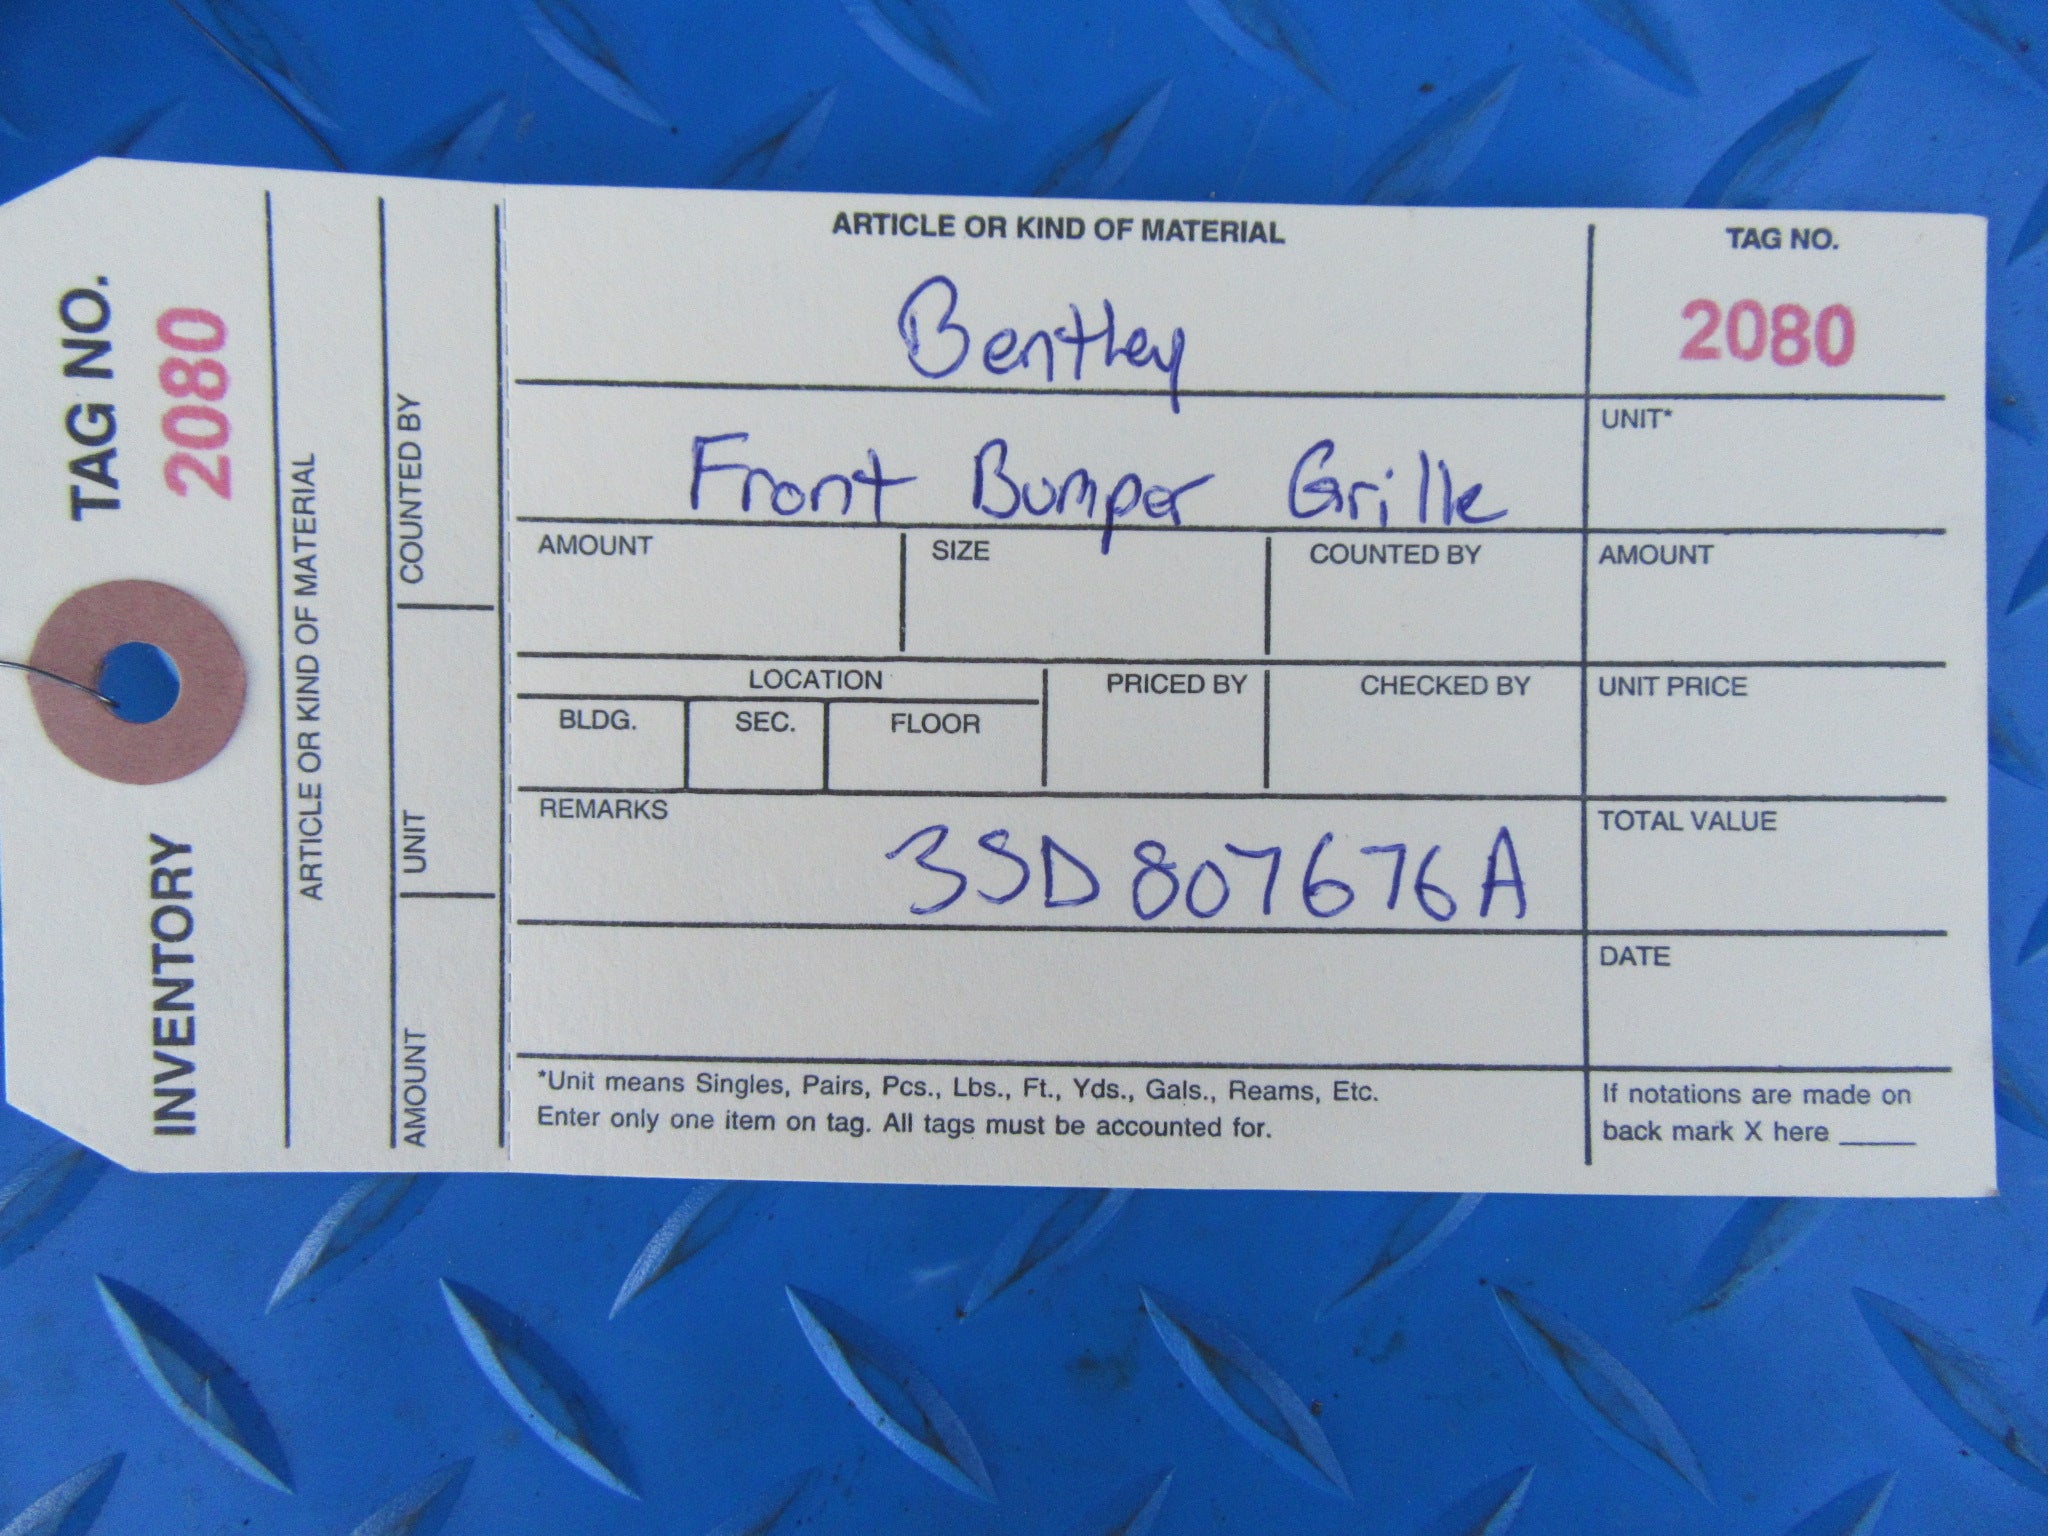 INVENTORY TAG NO. 2080
ARTICLE OR KIND OF MATERIAL
AMOUNT UNIT COUNTED BY
ARTICLE OR KIND OF MATERIAL
Bentley
Front Bumper Grille
TAG NO.
2080
UNIT*
AMOUNT SIZE COUNTED BY AMOUNT
LOCATION PRICED BY CHECKED BY UNIT PRICE
BLDG. SEC. FLOOR
REMARKS TOTAL VALUE
3SD807676A
DATE
*Unit means Singles, Pairs, Pcs., Lbs., Ft., Yds., Gals., Reams, Etc.
Enter only one item on tag. All tags must be accounted for.
If notations are made on
back mark X here _____